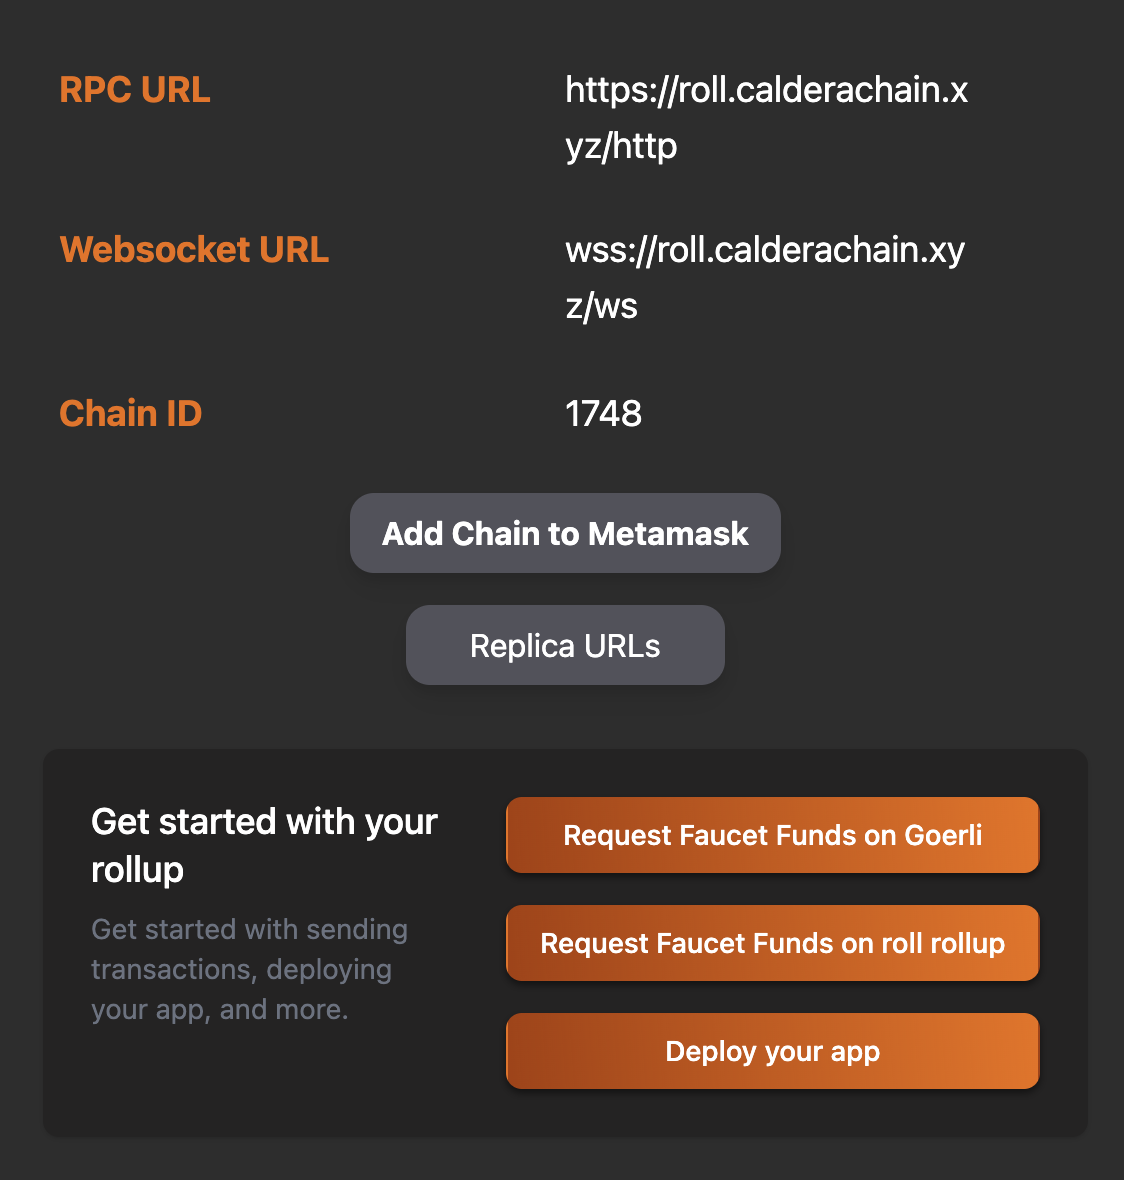 RPC URL
https://roll.calderachain.x
yz/http
Websocket URL
wss://roll.calderachain.xy
z/ws
Chain ID
1748
Add Chain to Metamask
Replica URLs
Get started with your
rollup
Get started with sending
transactions, deploying
your app, and more.
Request Faucet Funds on Goerli
Request Faucet Funds on roll rollup
Deploy your app